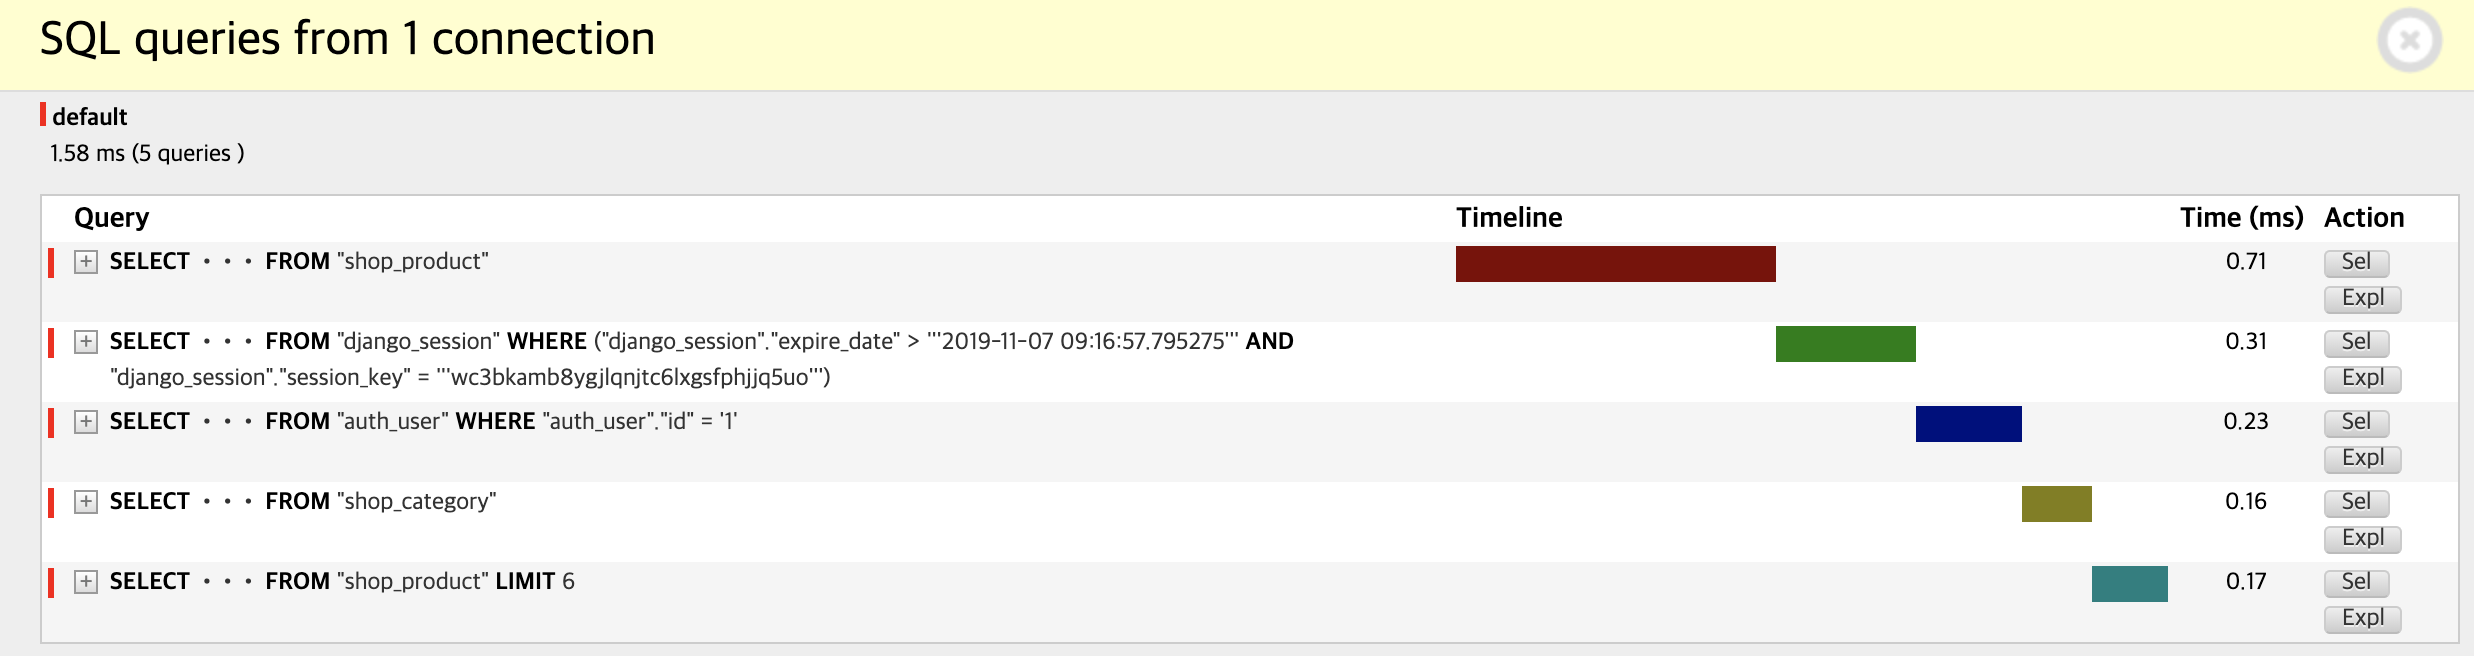 SQL queries from 1 connection
default
1.58 ms (5 queries )
Query Timeline Time (ms) Action
+ SELECT ••• FROM "shop_product" 0.71 Sel
Expl
+ SELECT ••• FROM "django_session" WHERE ("django_session"."expire_date" > '''2019-11-07 09:16:57.795275''' AND 0.31 Sel
"django_session"."session_key" = '''wc3bkamb8ygjlqnjtc6lxgsfphjjq5uo''') Expl
+ SELECT ••• FROM "auth_user" WHERE "auth_user"."id" = '1' 0.23 Sel
Expl
+ SELECT ••• FROM "shop_category" 0.16 Sel
Expl
+ SELECT ••• FROM "shop_product" LIMIT 6 0.17 Sel
Expl